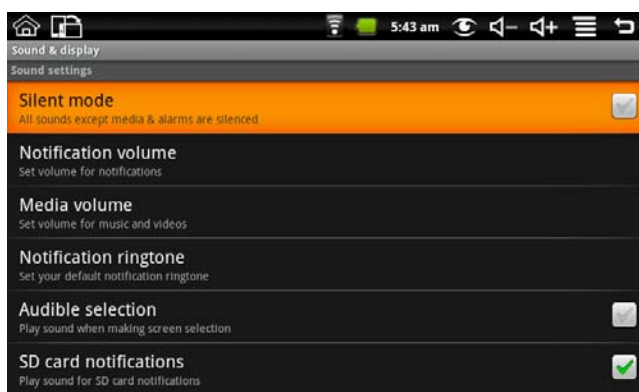 5:43 am
Sound & display
Sound settings
Silent mode
All sounds except media & alarms are silenced
Notification volume
Set volume for notifications
Media volume
Set volume for music and videos
Notification ringtone
Set your default notification ringtone
Audible selection
Play sound when making screen selection
SD card notifications
Play sound for SD card notifications